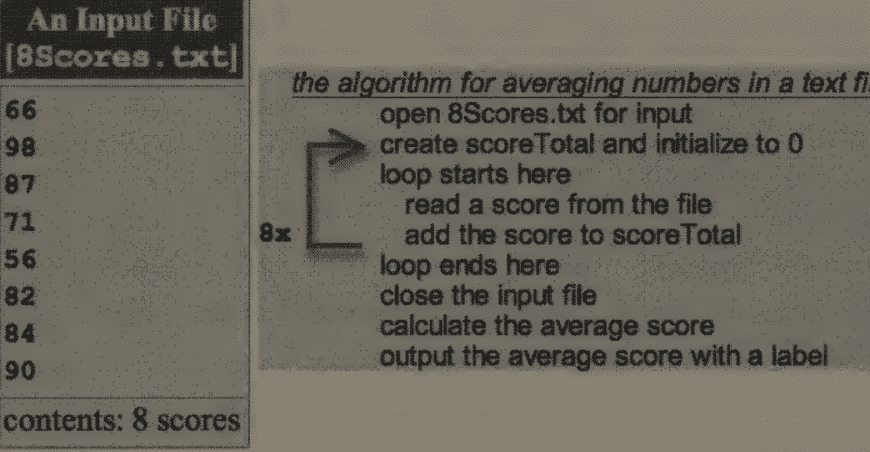 An Input File
[8Scores.txt]
66
98
87
71
56
82
84
90
contents: 8 scores
the algorithm for averaging numbers in a text
open 8Scores.txt for input
create scoreTotal and initialize to 0
loop starts here
read a score from the file
add the score to scoreTotal
8x
loop ends here
close the input file
calculate the average score
output the average score with a label